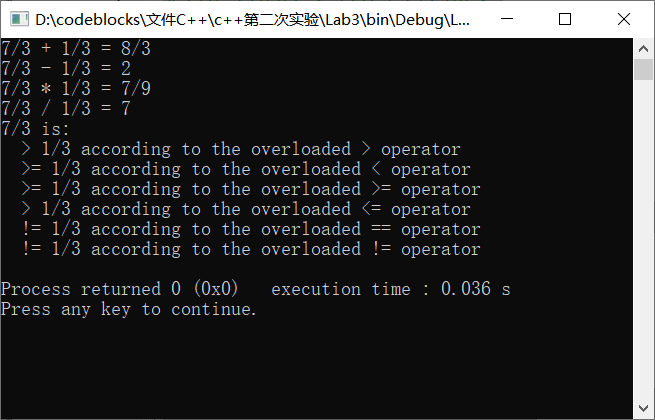 D:\codeblocks\文件C++\c++第二次实验\Lab3\bin\Debug\L...
7/3 + 1/3 = 8/3
7/3 - 1/3 = 2
7/3 * 1/3 = 7/9
7/3 / 1/3 = 7
7/3 is:
  > 1/3 according to the overloaded > operator
  >= 1/3 according to the overloaded < operator
  >= 1/3 according to the overloaded >= operator
  > 1/3 according to the overloaded <= operator
  != 1/3 according to the overloaded == operator
  != 1/3 according to the overloaded != operator

Process returned 0 (0x0)   execution time : 0.036 s
Press any key to continue.